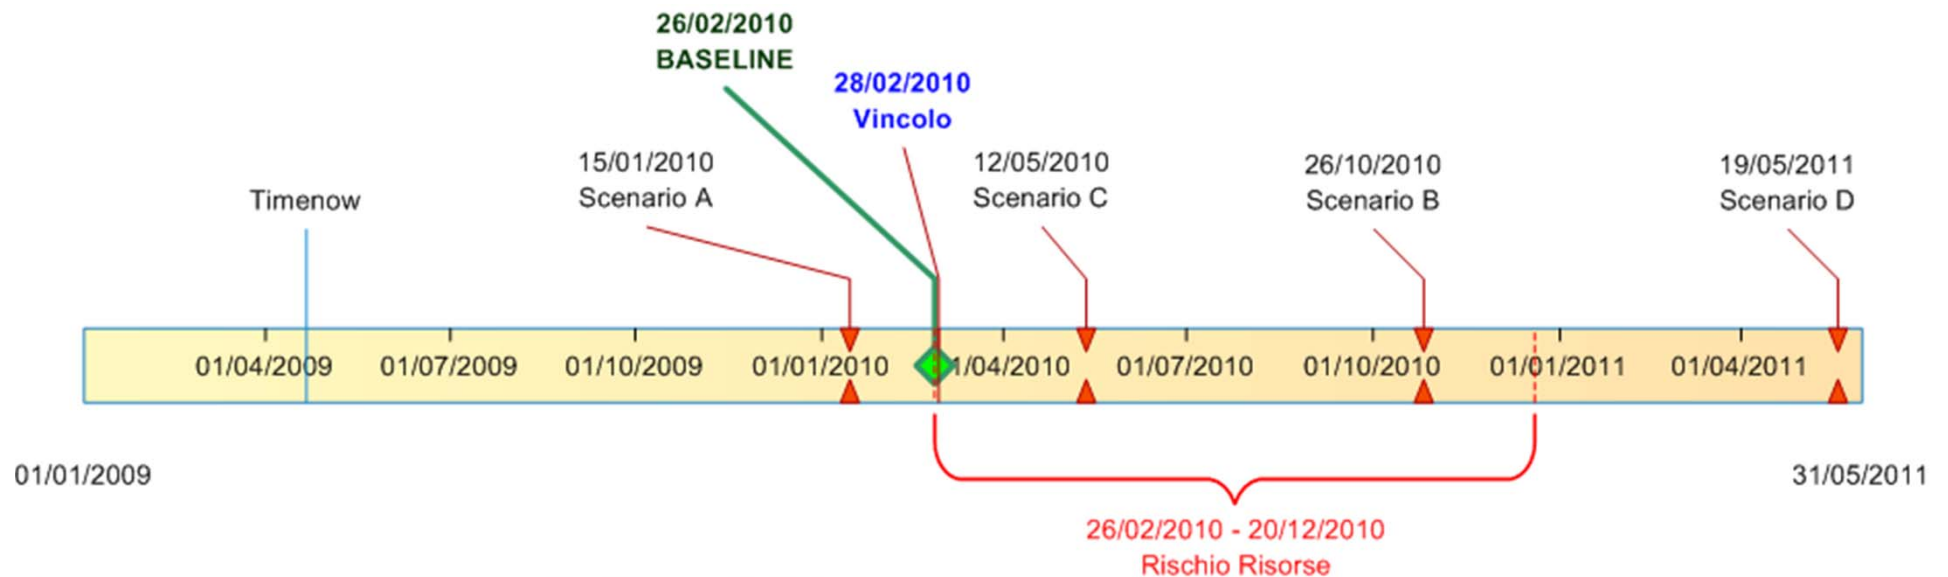 26/02/2010
BASELINE
28/02/2010
Vincolo
15/01/2010
Scenario A
12/05/2010
Scenario C
26/10/2010
Scenario B
19/05/2011
Scenario D
Timenow
01/04/2009 01/07/2009 01/10/2009 01/01/2010 1/04/2010 01/07/2010 01/10/2010 01/01/2011 01/04/2011
01/01/2009 31/05/2011
26/02/2010 - 20/12/2010
Rischio Risorse